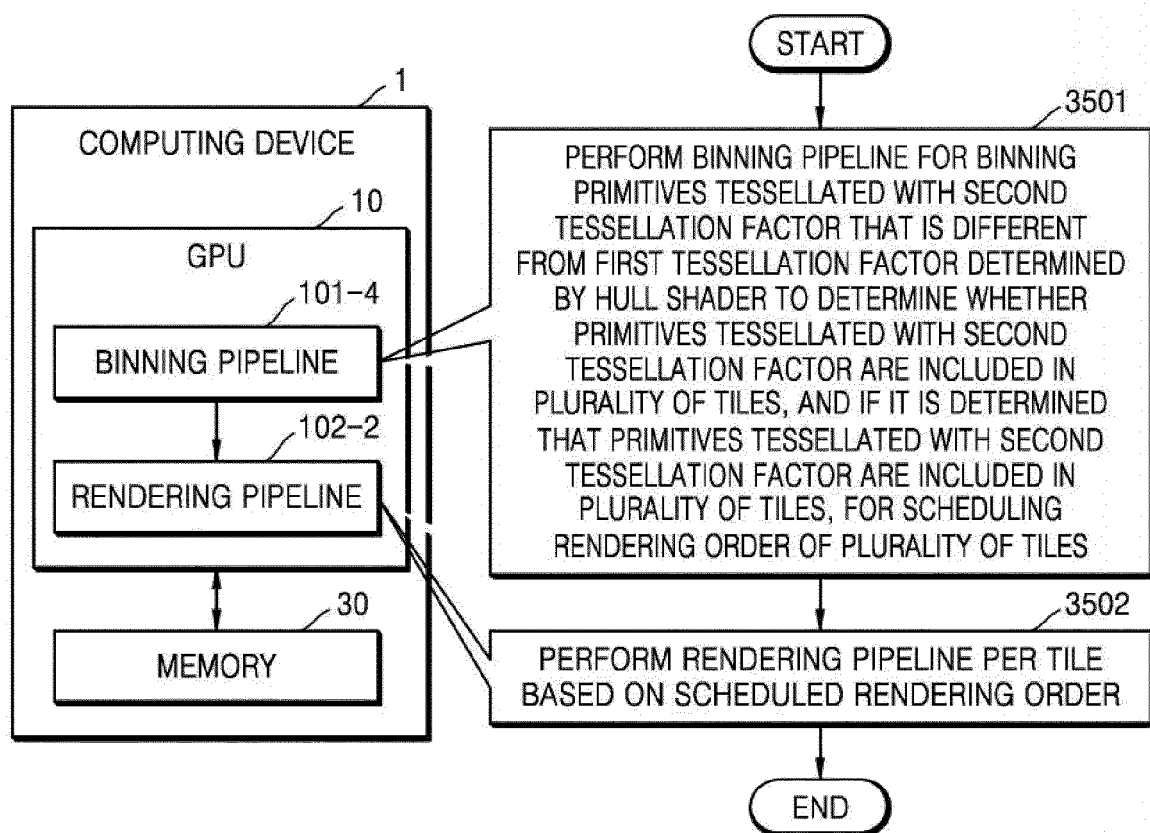 1
COMPUTING DEVICE
10
GPU
101-4
BINNING PIPELINE
102-2
RENDERING PIPELINE
30
MEMORY
START
3501
PERFORM BINNING PIPELINE FOR BINNING
PRIMITIVES TESSELLATED WITH SECOND
TESSELLATION FACTOR THAT IS DIFFERENT
FROM FIRST TESSELLATION FACTOR DETERMINED
BY HULL SHADER TO DETERMINE WHETHER
PRIMITIVES TESSELLATED WITH SECOND
TESSELLATION FACTOR ARE INCLUDED IN
PLURALITY OF TILES, AND IF IT IS DETERMINED
THAT PRIMITIVES TESSELLATED WITH SECOND
TESSELLATION FACTOR ARE INCLUDED IN
PLURALITY OF TILES, FOR SCHEDULING
RENDERING ORDER OF PLURALITY OF TILES
3502
PERFORM RENDERING PIPELINE PER TILE
BASED ON SCHEDULED RENDERING ORDER
END